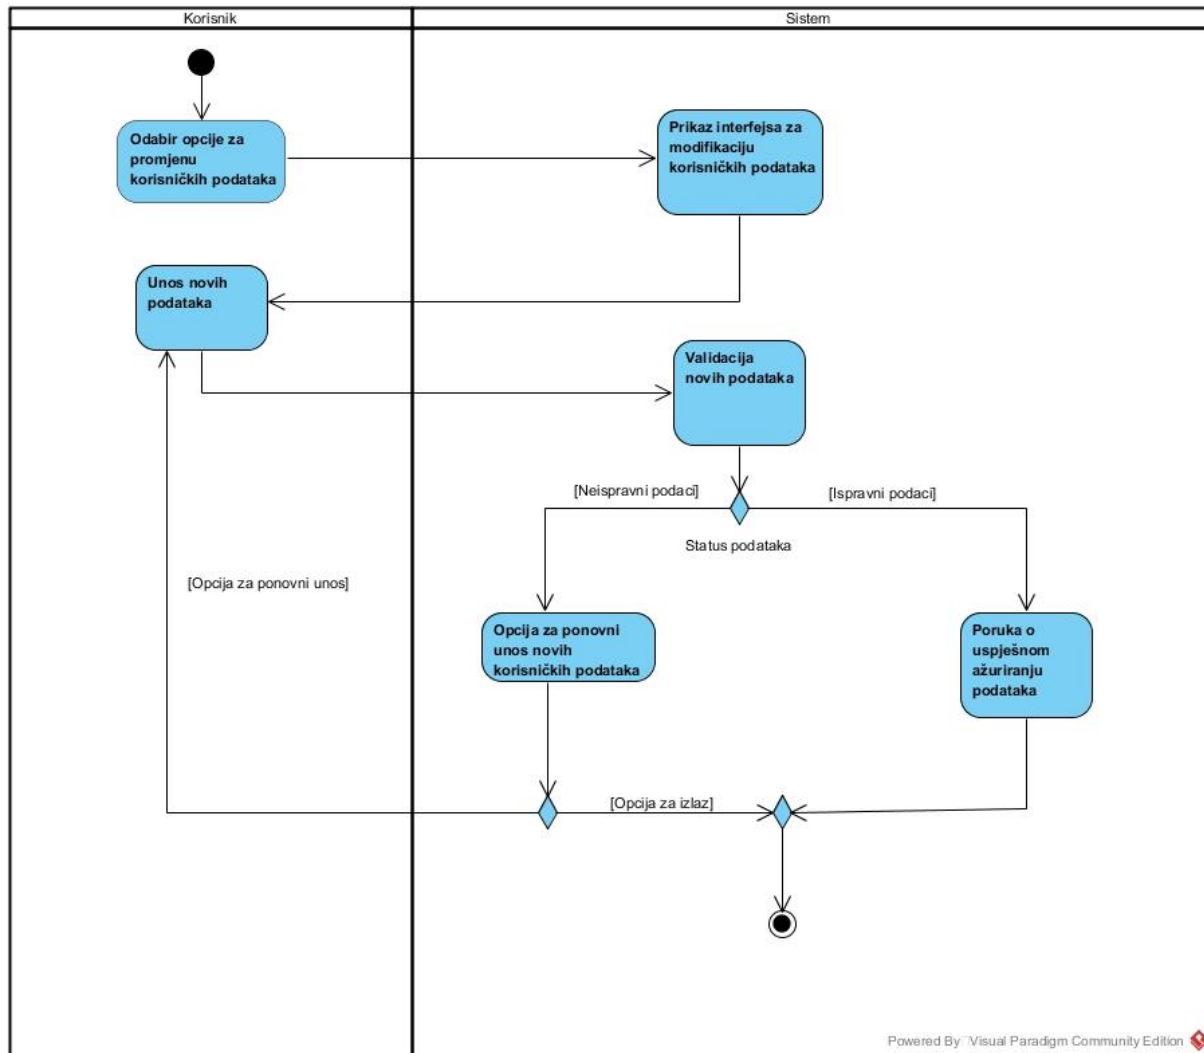 Korisnik
Sistem
Odabir opcije za
promjenu
korisničkih podataka
Prikaz interfejsa za
modifikaciju
korisničkih podataka
Unos novih
podataka
Validacija
novih podataka
[Neispravni podaci]
[Ispravni podaci]
Status podataka
[Opcija za ponovni unos]
Opcija za ponovni
unos novih
korisničkih podataka
Poruka o
uspješnom
ažuriranju
podataka
[Opcija za izlaz]
Powered By Visual Paradigm Community Edition